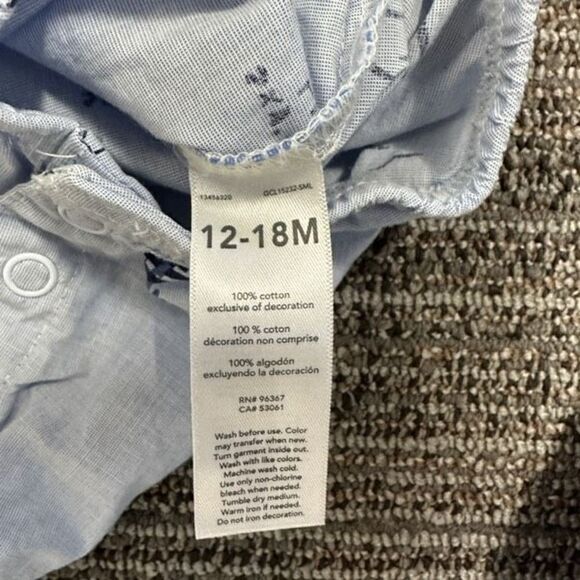 13456320 GCL15232-SML
12-18M
100% cotton
exclusive of decoration
100 % coton
décoration non comprise
100% algodón
excluyendo la decoración
RN# 96367
CA# 53061
Wash before use. Color
may transfer when new.
Turn garment inside out.
Wash with like colors.
Machine wash cold.
Use only non-chlorine
bleach when needed.
Tumble dry medium.
Warm iron if needed.
Do not iron decoration.